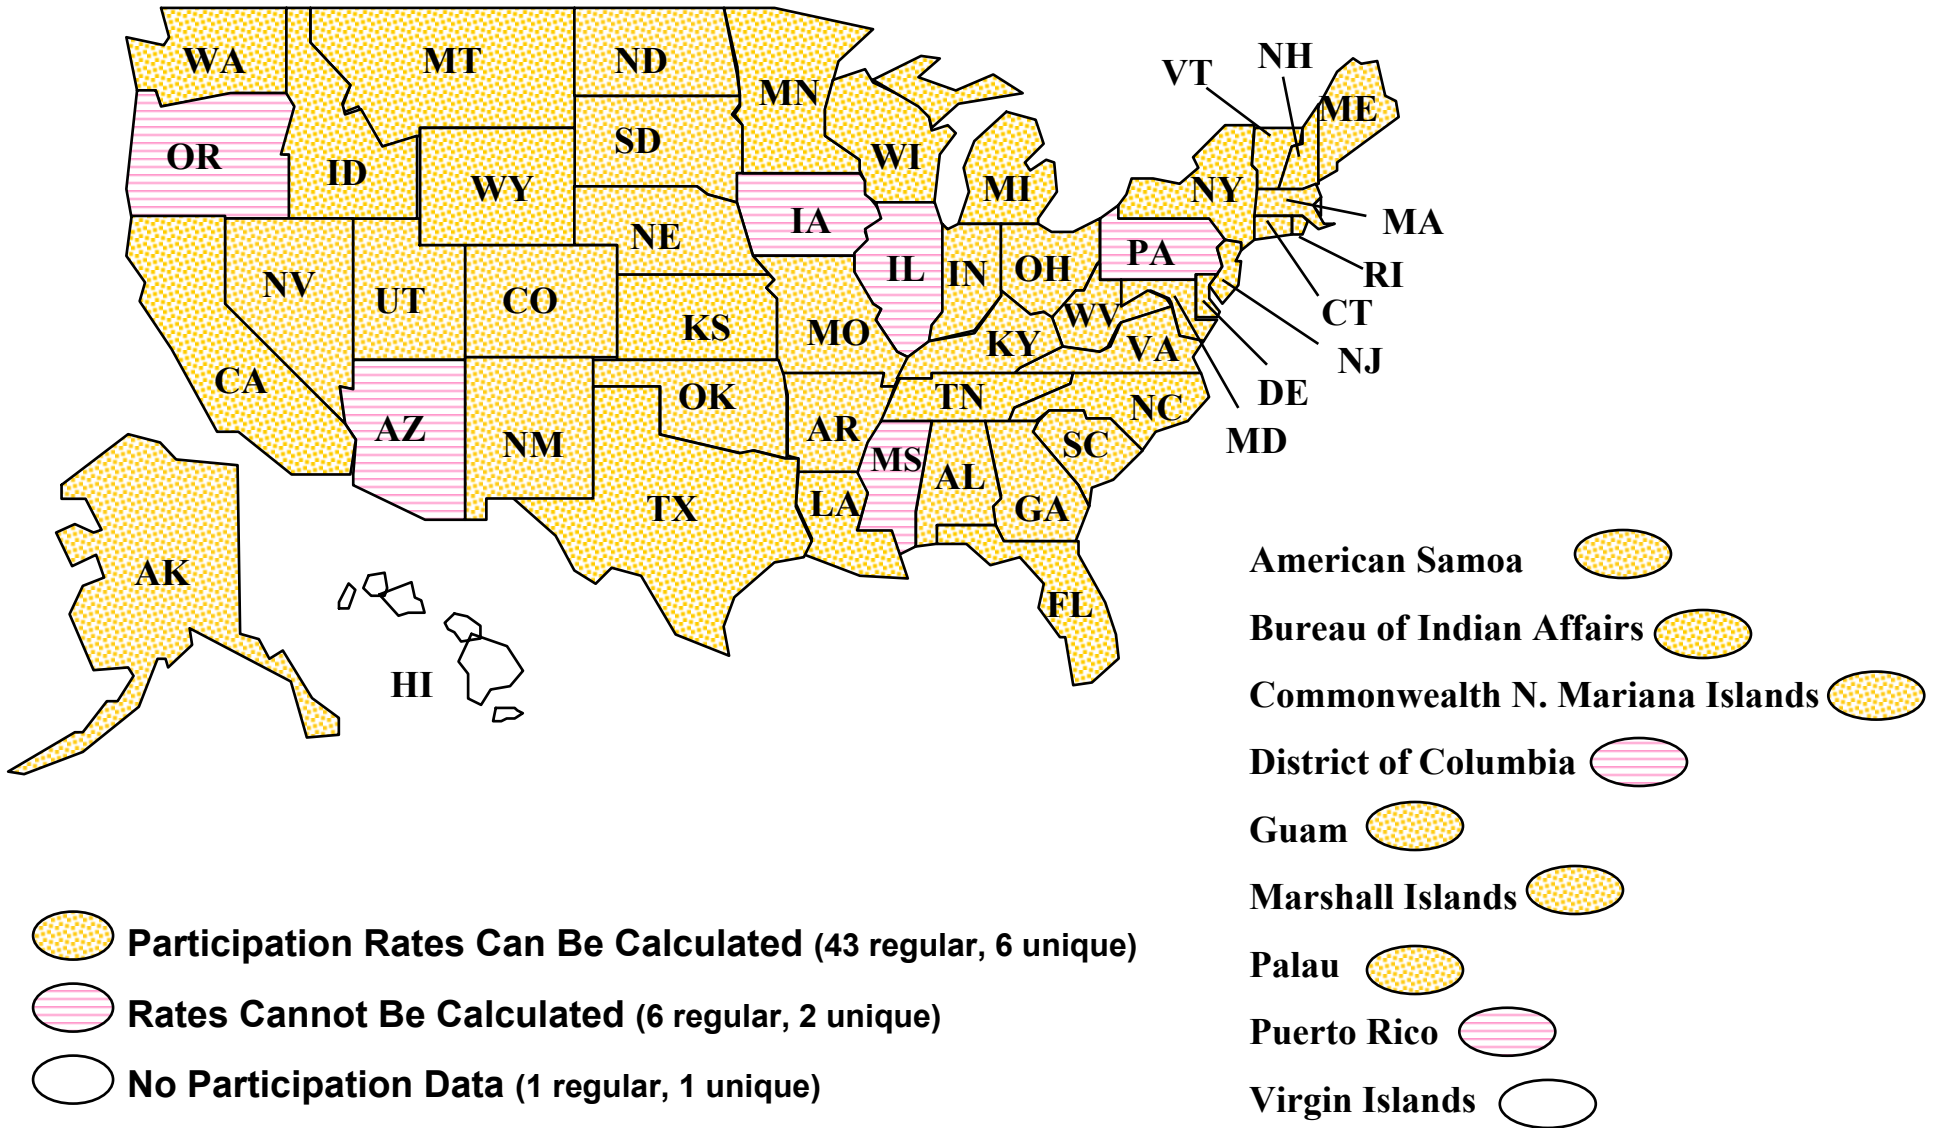 WA
MT
ND
MN
VT
NH
ME
OR
ID
WY
SD
WI
MI
NY
MA
IA
NE
PA
NV
UT
CO
IL
IN
OH
RI
KS
MO
WV
CT
KY
VA
NJ
CA
AZ
NM
OK
TN
NC
DE
AR
MS
SC
MD
AL
TX
LA
GA
AK
FL
HI
American Samoa
Bureau of Indian Affairs
Commonwealth N. Mariana Islands
District of Columbia
Guam
Marshall Islands
Palau
Puerto Rico
Virgin Islands
Participation Rates Can Be Calculated (43 regular, 6 unique)
Rates Cannot Be Calculated (6 regular, 2 unique)
No Participation Data (1 regular, 1 unique)